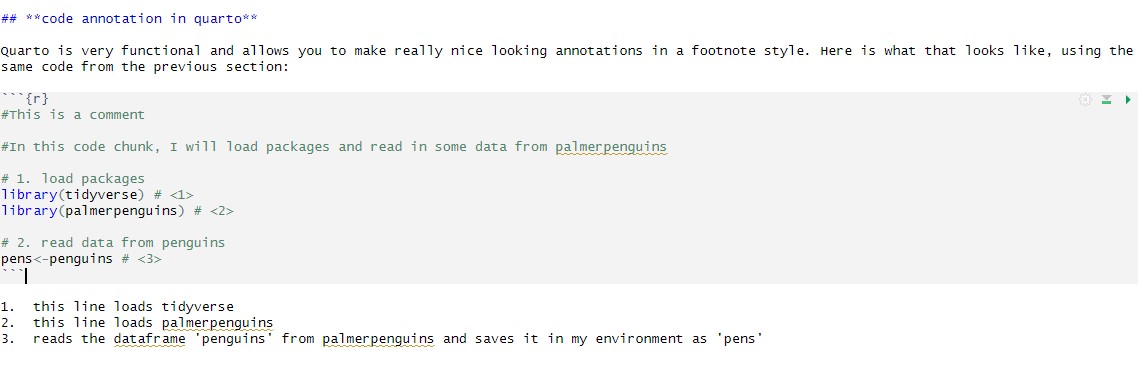 ## **code annotation in quarto**
Quarto is very functional and allows you to make really nice looking annotations in a footnote style. Here is what that looks like, using the
same code from the previous section:
```{r}
#This is a comment
#In this code chunk, I will load packages and read in some data from palmerpenguins
# 1. load packages
library(tidyverse) # <1>
library(palmerpenguins) # <2>
# 2. read data from penguins
pens<-penguins # <3>
```
1.  this line loads tidyverse
2.  this line loads palmerpenguins
3.  reads the dataframe 'penguins' from palmerpenguins and saves it in my environment as 'pens'